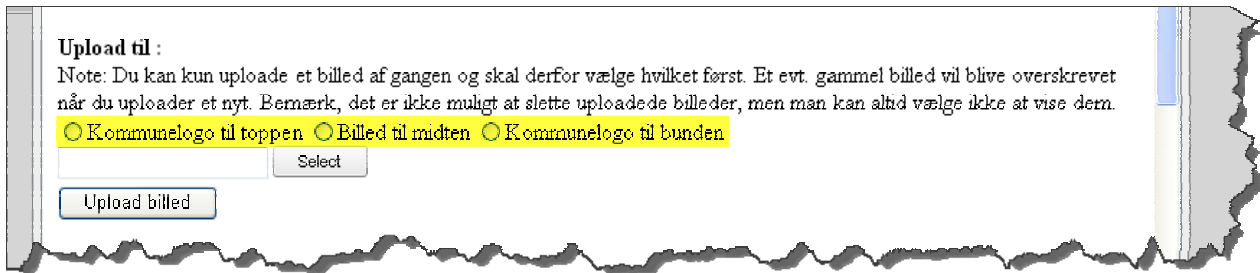 Upload til :
Note: Du kan kun uploade et billed af gangen og skal derfor vælge hvilket først. Et evt. gammel billed vil blive overskrevet
når du uploader et nyt. Bemærk, det er ikke muligt at slette uploadede billeder, men man kan altid vælge ikke at vise dem.
Kommunelogo til toppen Billed til midten Kommunelogo til bunden
Select
Upload billed